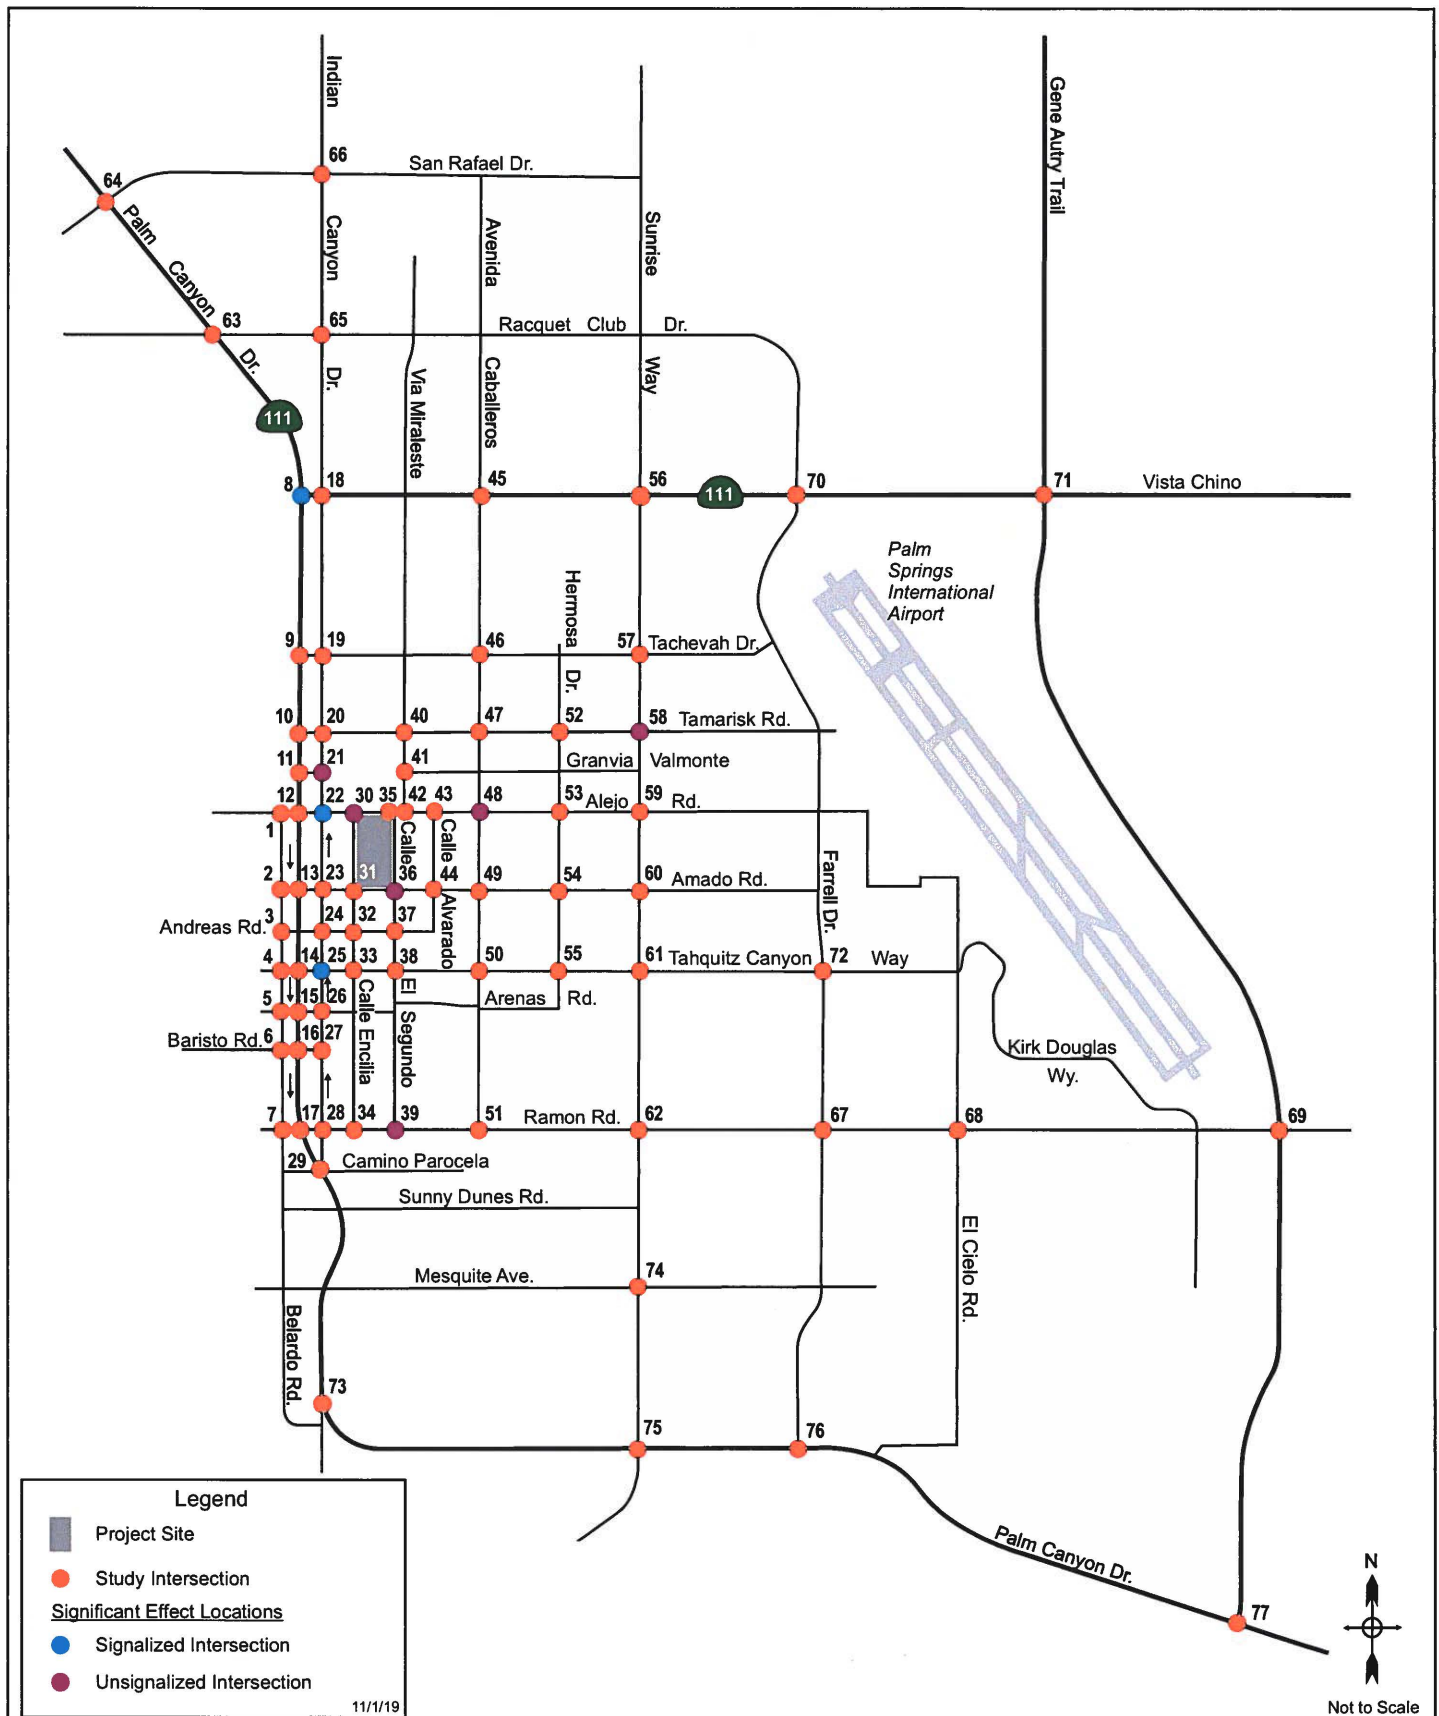 Indian
Gene Autry Trail
66
San Rafael Dr.
64
Palm
Canyon
Avenida
Sunrise
Canyon
63
65
Racquet Club Dr.
Dr.
Dr.
Via Miraleste
Caballeros
Way
111
8
18
45
56
111
70
71
Vista Chino
Palm
Springs
International
Airport
Hermosa
9
19
46
57
Tachevah Dr.
Dr.
10
20
40
47
52
58
Tamarisk Rd.
11
21
41
Granvia Valmonte
12
22
30
35
42
43
48
53
Alejo
59
Rd.
1
Calle
Calle
Farrell Dr.
2
13
23
31
36
44
49
54
60
Amado Rd.
Alvarado
3
24
32
37
Andreas Rd.
4
14
25
33
38
50
55
61
Tahquitz Canyon
72
Way
El
5
15
26
Calle Encilia
Arenas Rd.
Segundo
Baristo Rd.
6
16
27
Kirk Douglas
Wy.
7
17
28
34
39
51
Ramon Rd.
62
67
68
69
29
Camino Parocela
Sunny Dunes Rd.
El Cielo Rd.
74
Mesquite Ave.
Belardo Rd.
73
75
76
Palm Canyon Dr.
77
Legend
Project Site
Study Intersection
Significant Effect Locations
Signalized Intersection
Unsignalized Intersection
11/1/19
N
Not to Scale